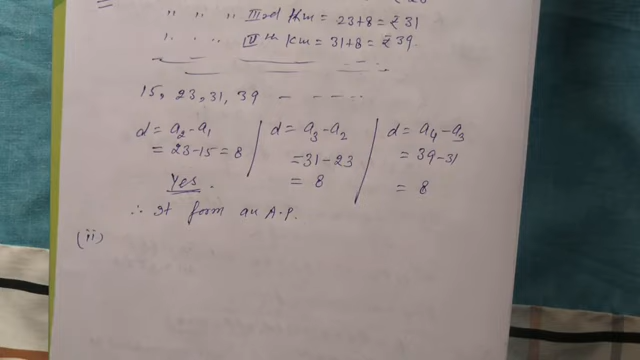 " " " IIIrd km = 23+8 = ₹31
" " " IVth km = 31+8 = ₹39
15, 23, 31, 39 - - - - - -
d = a₂-a₁ d = a₃-a₂ d = a₄-a₃
= 23-15 = 8 = 31-23 = 39-31
Yes. = 8 = 8
∴ It form an A.P.
(ii)